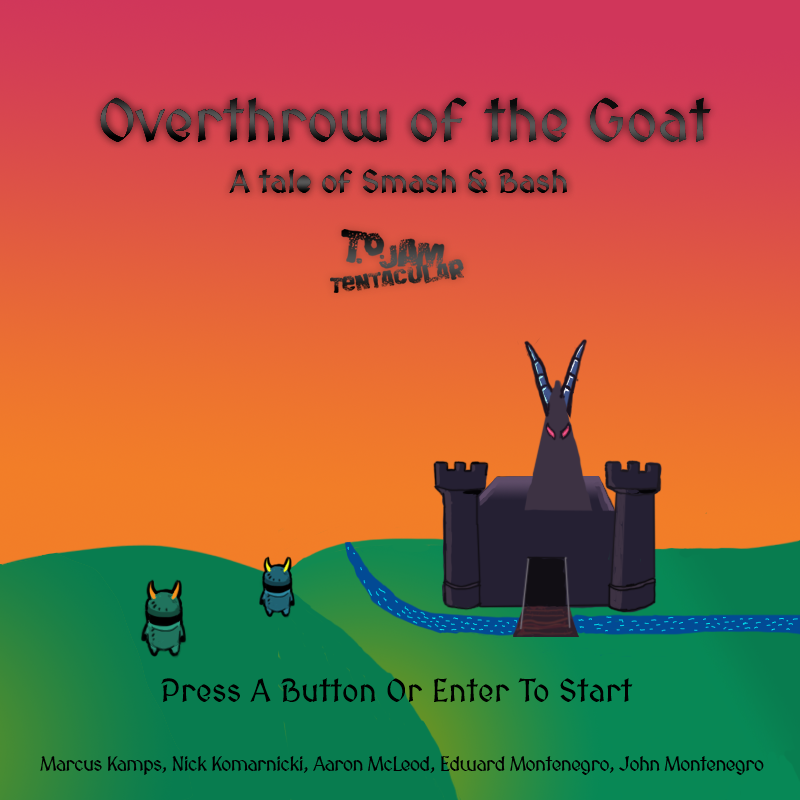 Overthrow of the Goat
A tale of Smash & Bash
T.O.JAM
TENTACULAR
Press A Button Or Enter To Start
Marcus Kamps, Nick Komarnicki, Aaron McLeod, Edward Montenegro, John Montenegro